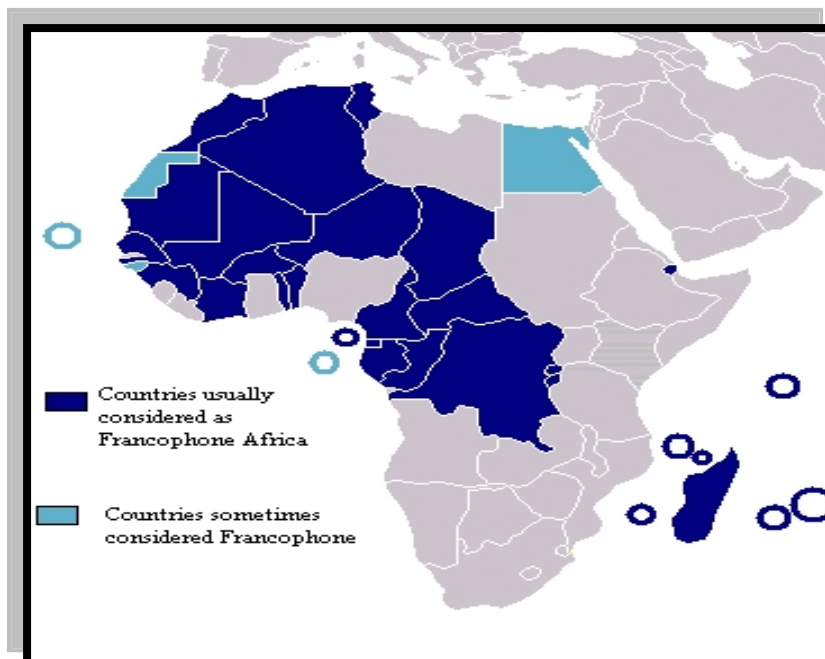 Countries usually
considered as
Francophone Africa
Countries sometimes
considered Francophone